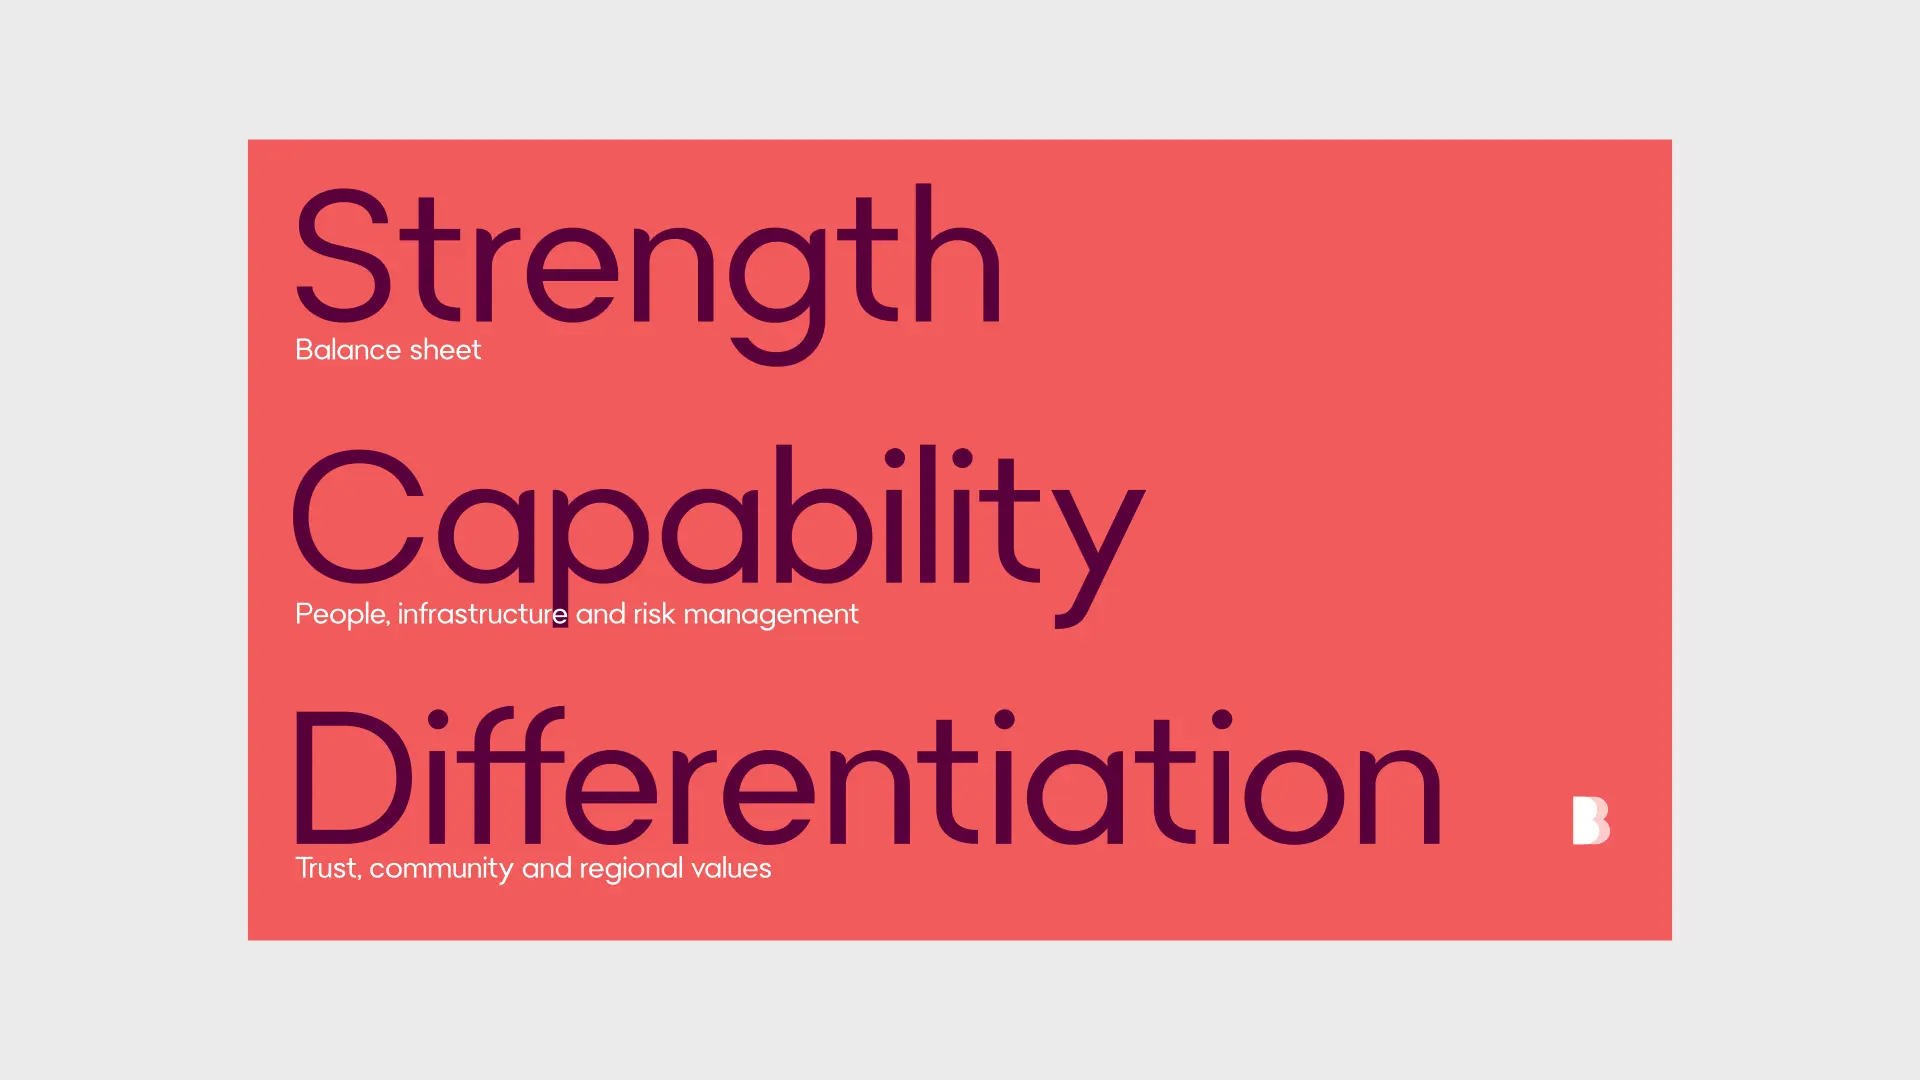 Strength
Balance sheet
Capability
People, infrastructure and risk management
Differentiation
Trust, community and regional values
B